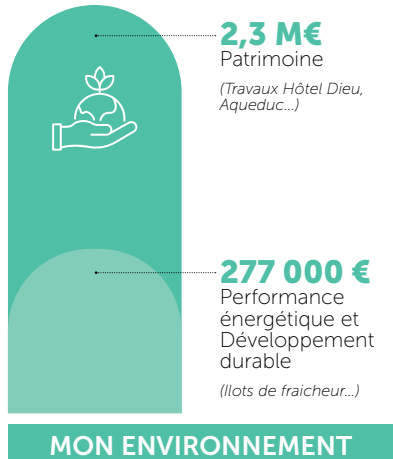 2,3 M€
Patrimoine
(Travaux Hôtel Dieu,
Aqueduc...)
277 000 €
Performance
énergétique et
Développement
durable
(Ilots de fraicheur...)
MON ENVIRONNEMENT